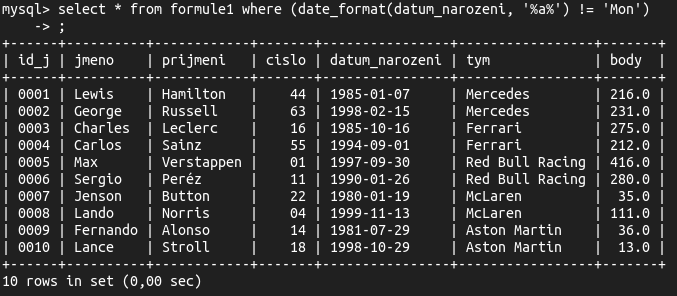 mysql> select * from formule1 where (date_format(datum_narozeni, '%a%') != 'Mon')
    -> ;
+------+----------+------------+-------+----------------+-----------------+-------+
| id_j | jmeno    | prijmeni   | cislo | datum_narozeni | tym             | body  |
+------+----------+------------+-------+----------------+-----------------+-------+
| 0001 | Lewis    | Hamilton   |    44 | 1985-01-07     | Mercedes        | 216.0 |
| 0002 | George   | Russell    |    63 | 1998-02-15     | Mercedes        | 231.0 |
| 0003 | Charles  | Leclerc    |    16 | 1985-10-16     | Ferrari         | 275.0 |
| 0004 | Carlos   | Sainz      |    55 | 1994-09-01     | Ferrari         | 212.0 |
| 0005 | Max      | Verstappen |    01 | 1997-09-30     | Red Bull Racing | 416.0 |
| 0006 | Sergio   | Peréz      |    11 | 1990-01-26     | Red Bull Racing | 280.0 |
| 0007 | Jenson   | Button     |    22 | 1980-01-19     | McLaren         |  35.0 |
| 0008 | Lando    | Norris     |    04 | 1999-11-13     | McLaren         | 111.0 |
| 0009 | Fernando | Alonso     |    14 | 1981-07-29     | Aston Martin    |  36.0 |
| 0010 | Lance    | Stroll     |    18 | 1998-10-29     | Aston Martin    |  13.0 |
+------+----------+------------+-------+----------------+-----------------+-------+
10 rows in set (0,00 sec)